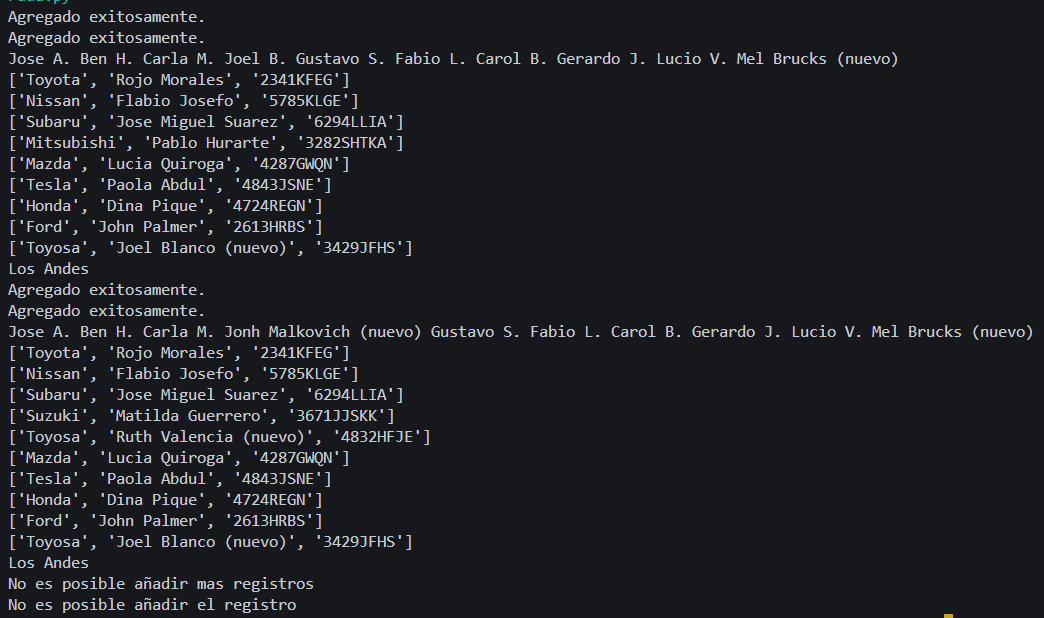 Agregado exitosamente.
Agregado exitosamente.
Jose A. Ben H. Carla M. Joel B. Gustavo S. Fabio L. Carol B. Gerardo J. Lucio V. Mel Brucks (nuevo)
['Toyota', 'Rojo Morales', '2341KFEG']
['Nissan', 'Flabio Josefo', '5785KLGE']
['Subaru', 'Jose Miguel Suarez', '6294LLIA']
['Mitsubishi', 'Pablo Hurarte', '3282SHTKA']
['Mazda', 'Lucia Quiroga', '4287GWQN']
['Tesla', 'Paola Abdul', '4843JSNE']
['Honda', 'Dina Pique', '4724REGN']
['Ford', 'John Palmer', '2613HRBS']
['Toyosa', 'Joel Blanco (nuevo)', '3429JFHS']
Los Andes
Agregado exitosamente.
Agregado exitosamente.
Jose A. Ben H. Carla M. Jonh Malkovich (nuevo) Gustavo S. Fabio L. Carol B. Gerardo J. Lucio V. Mel Brucks (nuevo)
['Toyota', 'Rojo Morales', '2341KFEG']
['Nissan', 'Flabio Josefo', '5785KLGE']
['Subaru', 'Jose Miguel Suarez', '6294LLIA']
['Suzuki', 'Matilda Guerrero', '3671JJSKK']
['Toyosa', 'Ruth Valencia (nuevo)', '4832HFJE']
['Mazda', 'Lucia Quiroga', '4287GWQN']
['Tesla', 'Paola Abdul', '4843JSNE']
['Honda', 'Dina Pique', '4724REGN']
['Ford', 'John Palmer', '2613HRBS']
['Toyosa', 'Joel Blanco (nuevo)', '3429JFHS']
Los Andes
No es posible añadir mas registros
No es posible añadir el registro